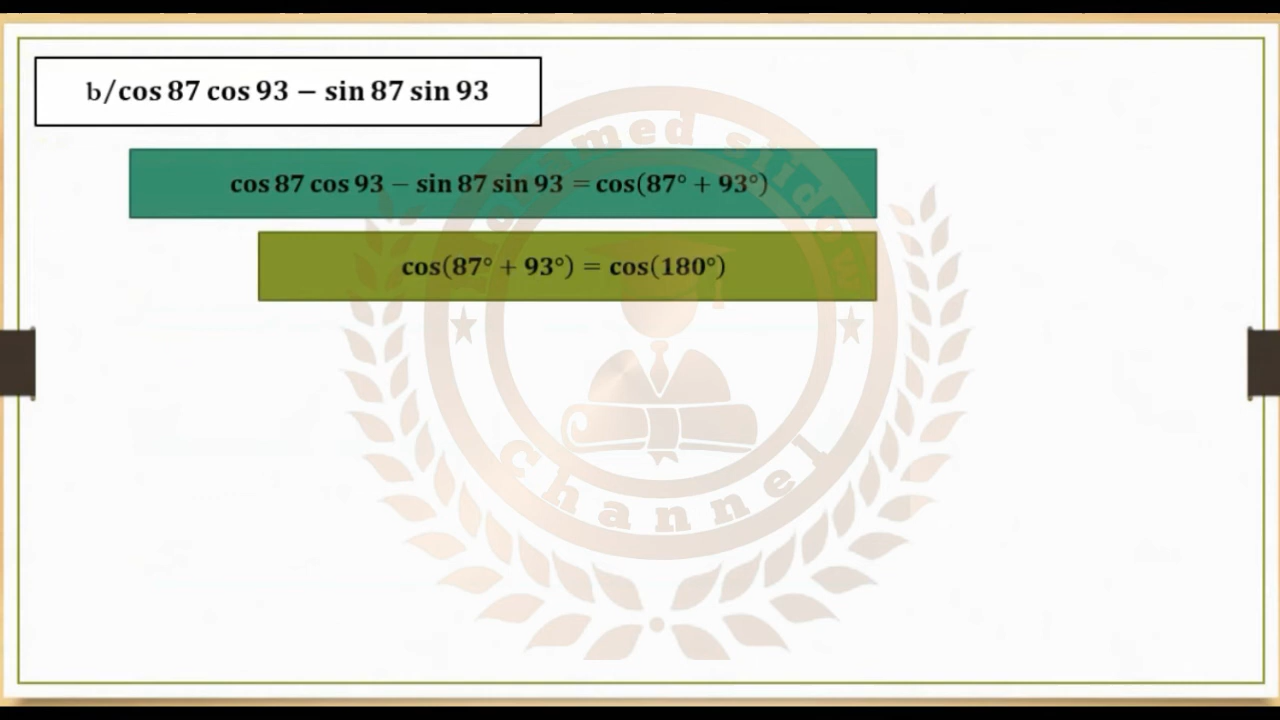 b/cos 87 cos 93 − sin 87 sin 93
cos 87 cos 93 − sin 87 sin 93 = cos(87° + 93°)
cos(87° + 93°) = cos(180°)
channel